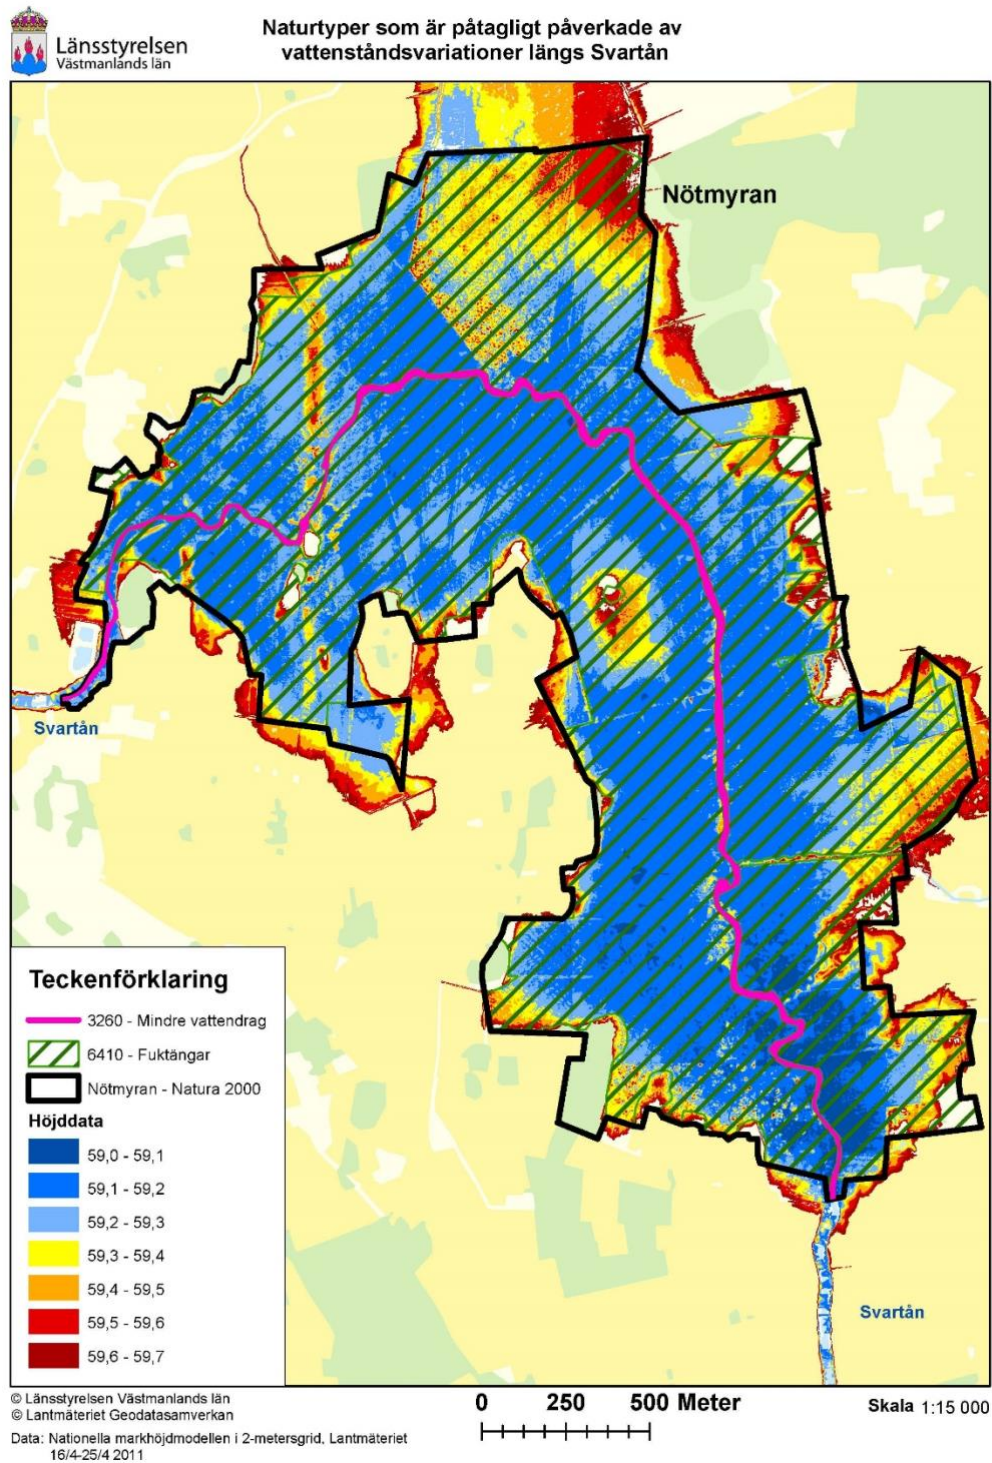 Länsstyrelsen
Västmanlands län
Naturtyper som är påtagligt påverkade av
vattenståndsvariationer längs Svartån
Nötmyran
Svartån
Teckenförklaring
3260 - Mindre vattendrag
6410 - Fuktängar
Nötmyran - Natura 2000
Höjddata
59,0 - 59,1
59,1 - 59,2
59,2 - 59,3
59,3 - 59,4
59,4 - 59,5
59,5 - 59,6
59,6 - 59,7
Svartån
© Länsstyrelsen Västmanlands län
© Lantmäteriet Geodatasamverkan
Data: Nationella markhöjdmodellen i 2-metersgrid, Lantmäteriet
16/4-25/4 2011
0 250 500 Meter
Skala 1:15 000